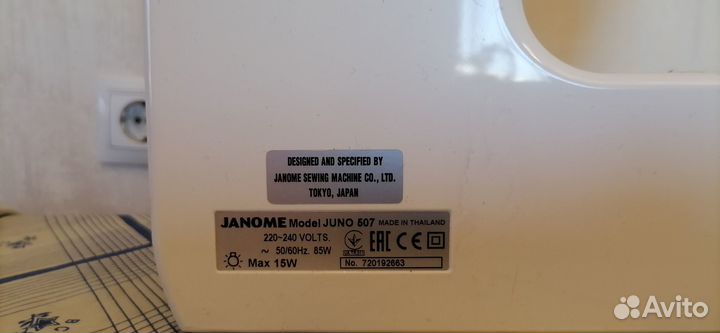 DESIGNED AND SPECIFIED BY
JANOME SEWING MACHINE CO., LTD.
TOKYO, JAPAN
JANOME Model JUNO 507 MADE IN THAILAND
220~240 VOLTS.
~ 50/60Hz. 85W
EAC CE
Max 15W
No. 720192663
Avito